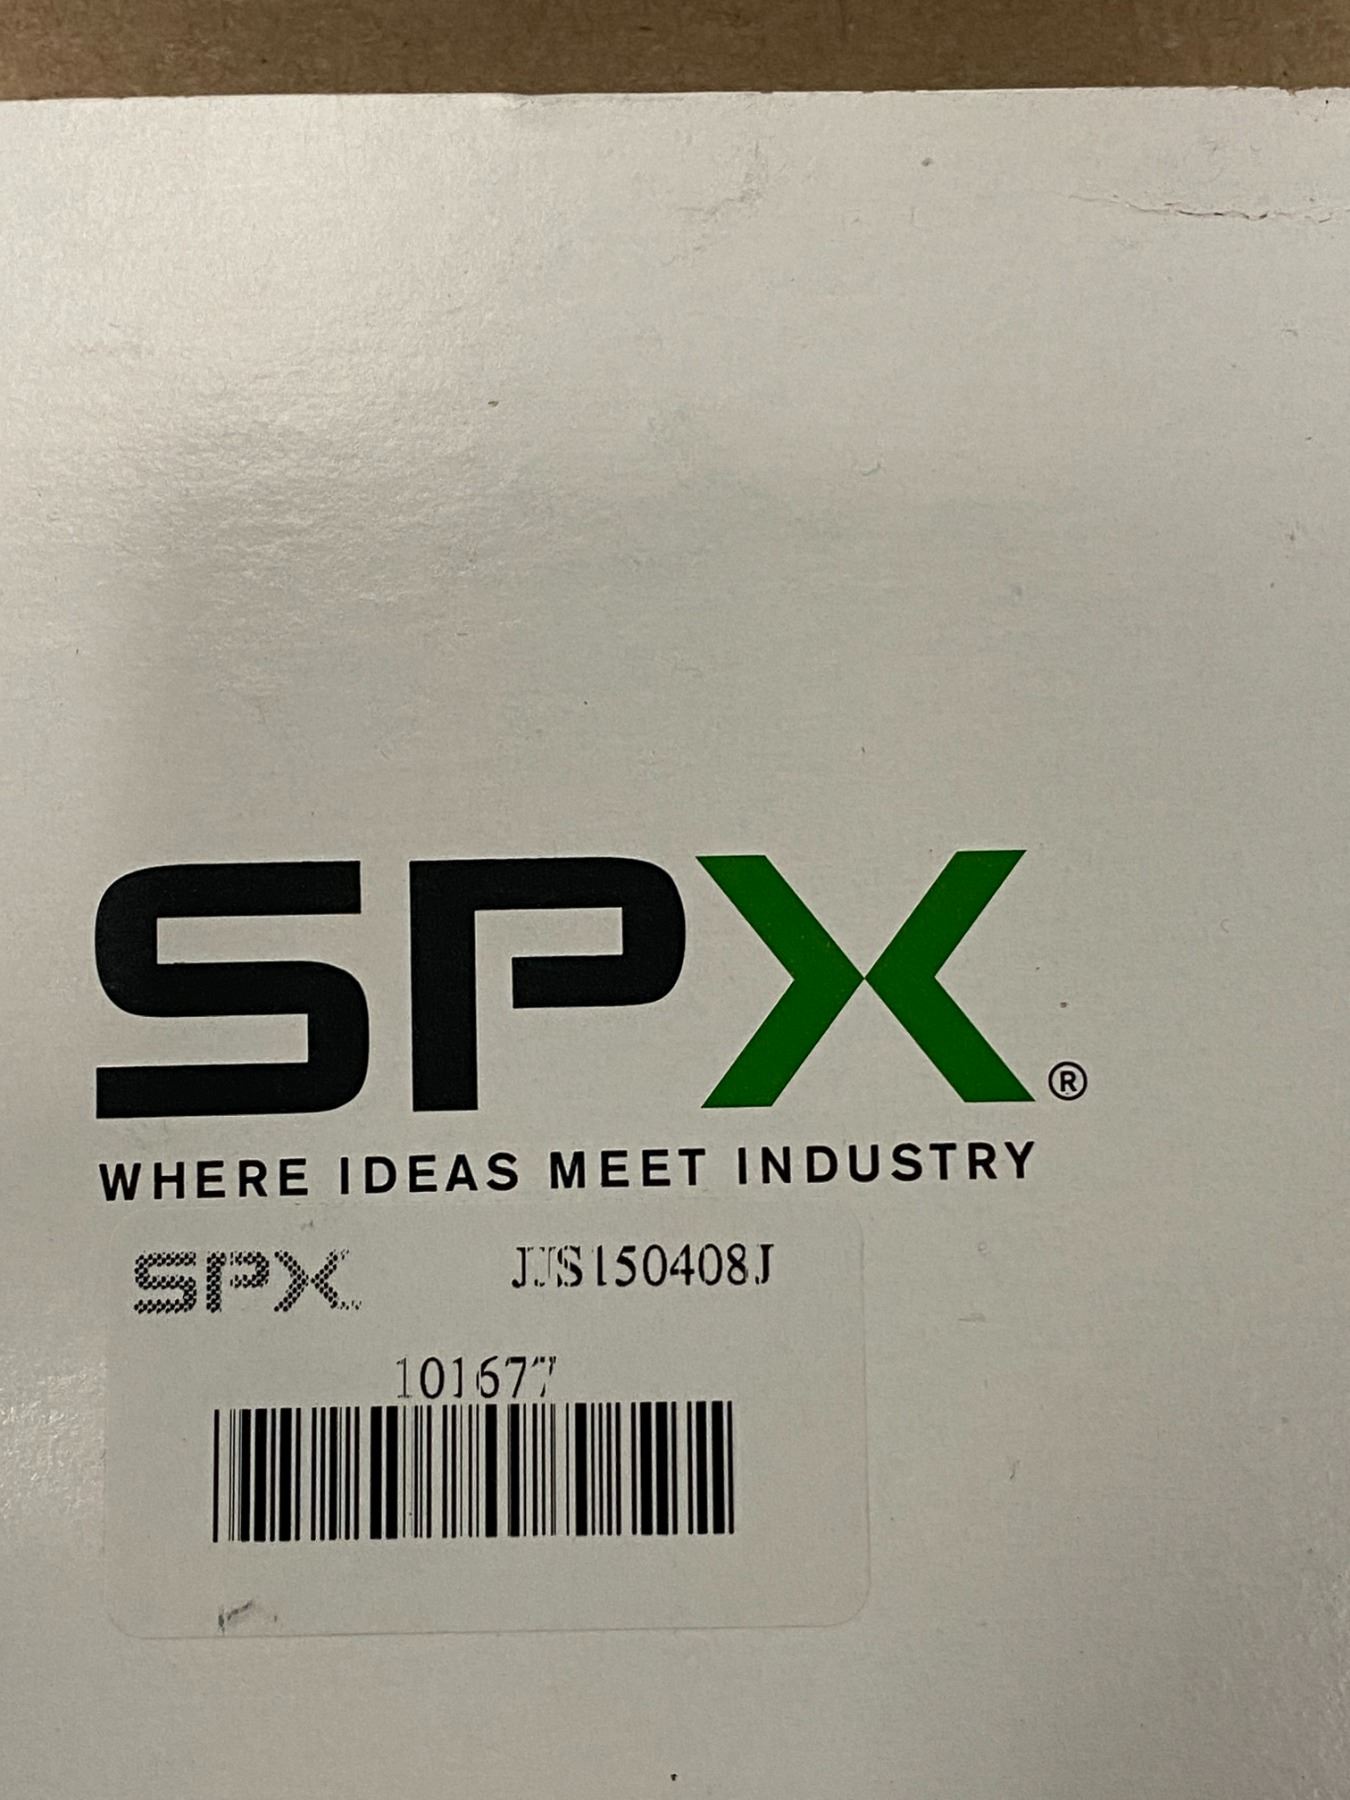 SPX®
WHERE IDEAS MEET INDUSTRY
SPX JJS150408J
101677